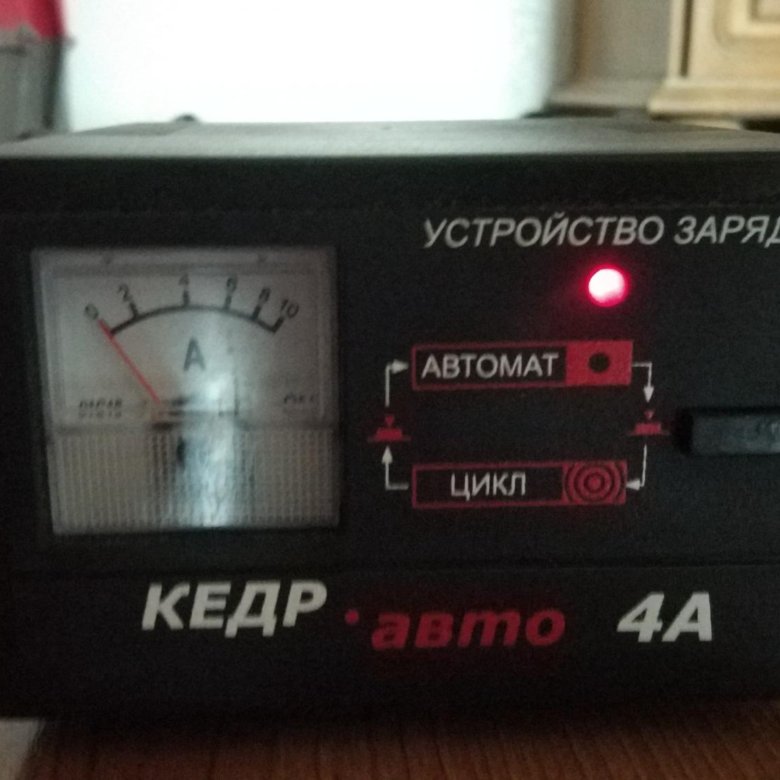 УСТРОЙСТВО ЗАРЯД
0 2 4 6 8 10
А
АВТОМАТ
ЦИКЛ
КЕДР • авто 4А